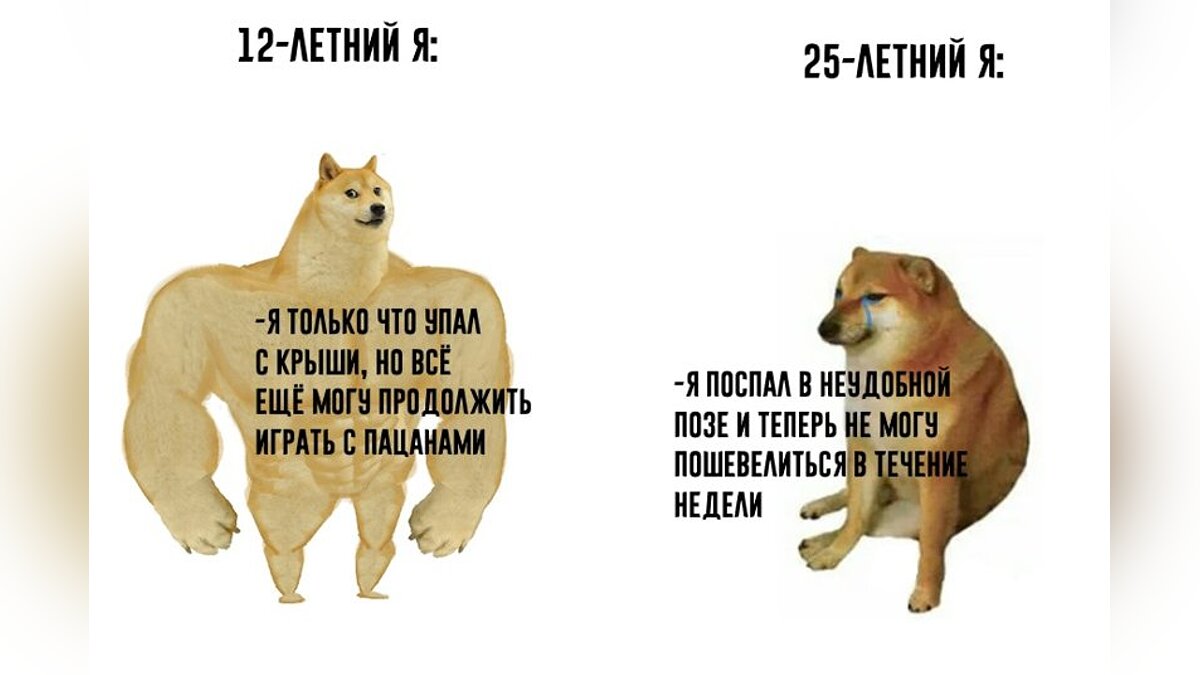 12-ЛЕТНИЙ Я:
-Я ТОЛЬКО ЧТО УПАЛ
С КРЫШИ, НО ВСЁ
ЕЩЁ МОГУ ПРОДОЛЖИТЬ
ИГРАТЬ С ПАЦАНАМИ
25-ЛЕТНИЙ Я:
-Я ПОСПАЛ В НЕУДОБНОЙ
ПОЗЕ И ТЕПЕРЬ НЕ МОГУ
ПОШЕВЕЛИТЬСЯ В ТЕЧЕНИЕ
НЕДЕЛИ